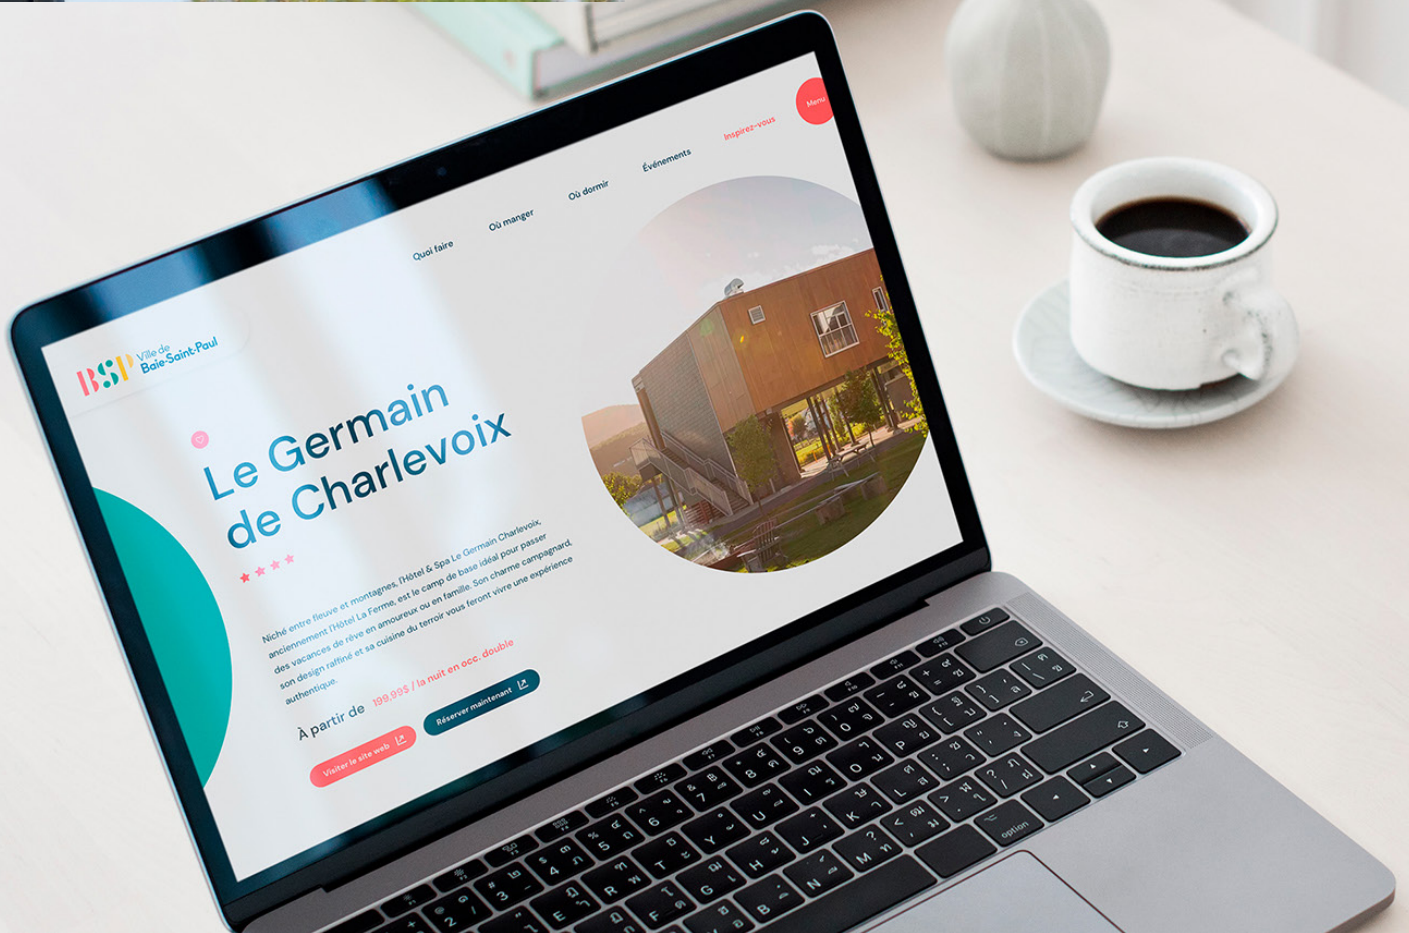 Menu
Inspirez-vous
Événements
Où dormir
Où manger
Quoi faire
BSP Ville de
Baie-Saint-Paul
Le Germain
de Charlevoix
Niché entre fleuve et montagnes, l'Hôtel & Spa Le Germain Charlevoix,
anciennement l'Hôtel La Ferme, est le camp de base idéal pour passer
des vacances de rêve en amoureux ou en famille. Son charme campagnard,
son design raffiné et sa cuisine du terroir vous feront vivre une expérience
authentique.
À partir de 199,99$ / la nuit en occ. double
Visiter le site web
Réserver maintenant
option